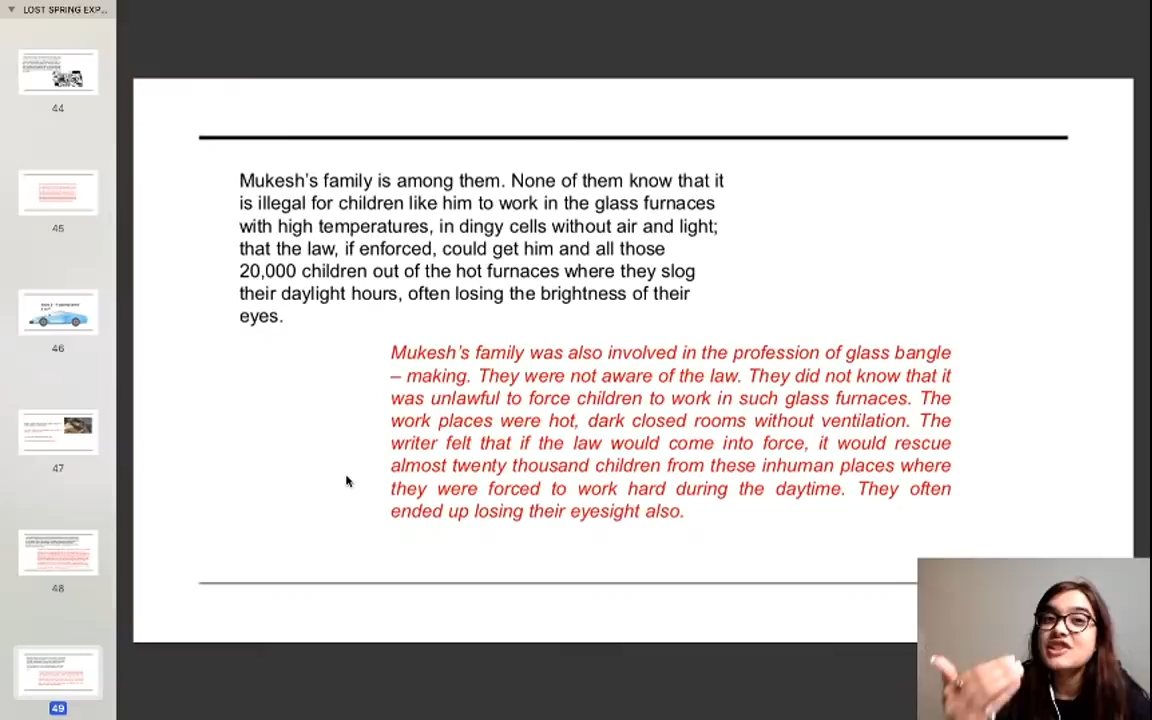 LOST SPRING EXP...
44
45
46
47
48
49
Mukesh's family is among them. None of them know that it
is illegal for children like him to work in the glass furnaces
with high temperatures, in dingy cells without air and light;
that the law, if enforced, could get him and all those
20,000 children out of the hot furnaces where they slog
their daylight hours, often losing the brightness of their
eyes.
Mukesh's family was also involved in the profession of glass bangle
– making. They were not aware of the law. They did not know that it
was unlawful to force children to work in such glass furnaces. The
work places were hot, dark closed rooms without ventilation. The
writer felt that if the law would come into force, it would rescue
almost twenty thousand children from these inhuman places where
they were forced to work hard during the daytime. They often
ended up losing their eyesight also.